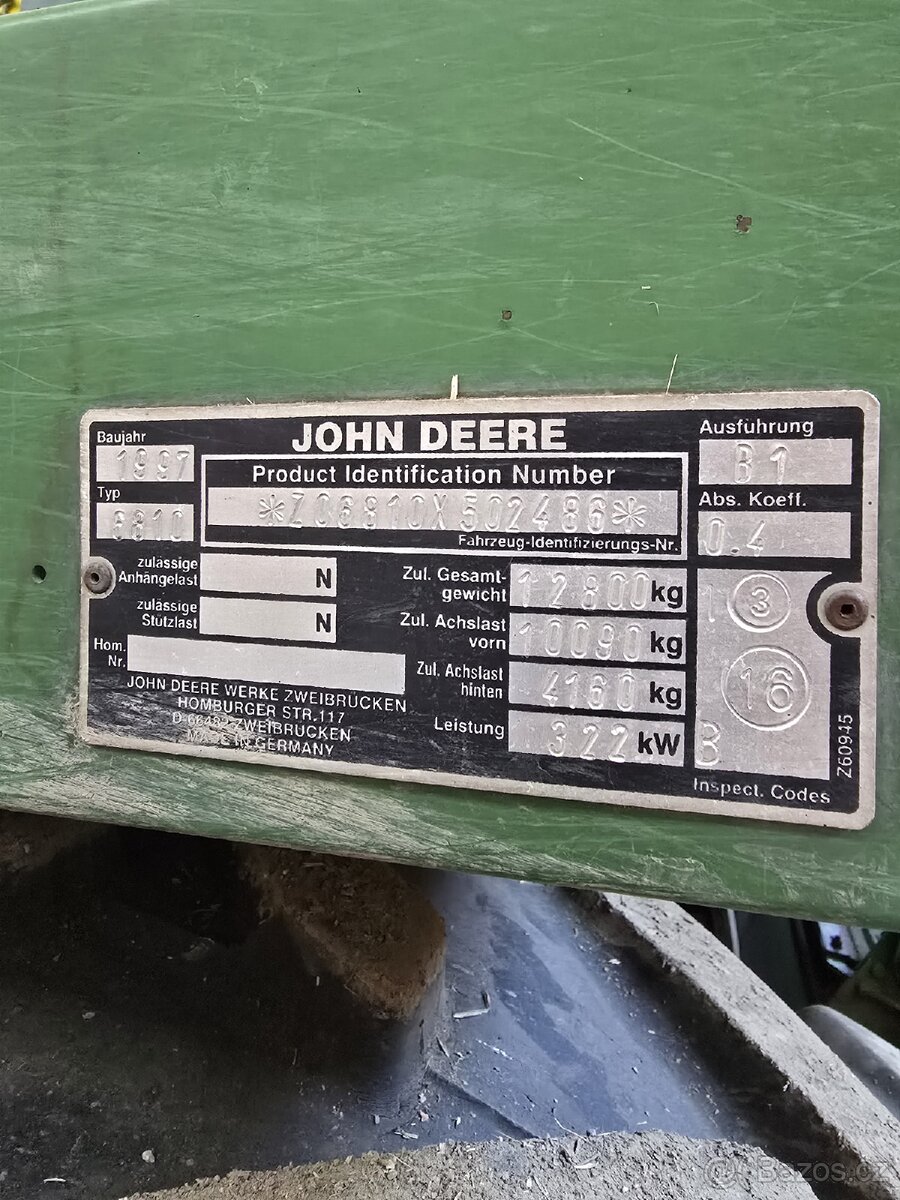 JOHN DEERE
Baujahr
1997
Typ
6810
Product Identification Number
*Z06810X502486*
Fahrzeug-Identifizierungs-Nr.
Ausführung
B1
Abs. Koeff.
0.4
zulässige
Anhängelast
N
zulässige
Stützlast
N
Hom.
Nr.
JOHN DEERE WERKE ZWEIBRÜCKEN
HOMBURGER STR.117
D-66482 ZWEIBRÜCKEN
MADE IN GERMANY
Zul. Gesamt-
gewicht
12800 kg
Zul. Achslast
vorn
10090 kg
Zul. Achslast
hinten
4160 kg
Leistung
322 kW
1 3
16
B
Inspect. Codes
Z60945
@ Bazos.cz